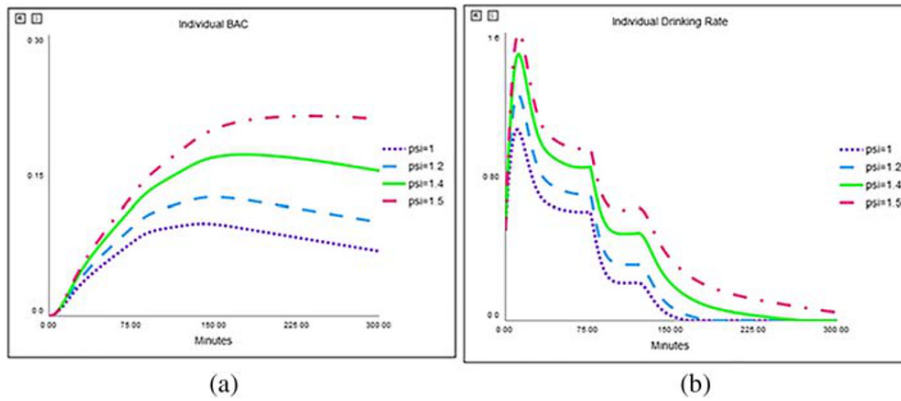 Individual BAC
0.30
0.15
0.0
0.00 75.00 150.00 225.00 300.00
Minutes
psi=1
psi=1.2
psi=1.4
psi=1.5
(a)
Individual Drinking Rate
1.6
0.80
0.0
0.00 75.00 150.00 225.00 300.00
Minutes
psi=1
psi=1.2
psi=1.4
psi=1.5
(b)